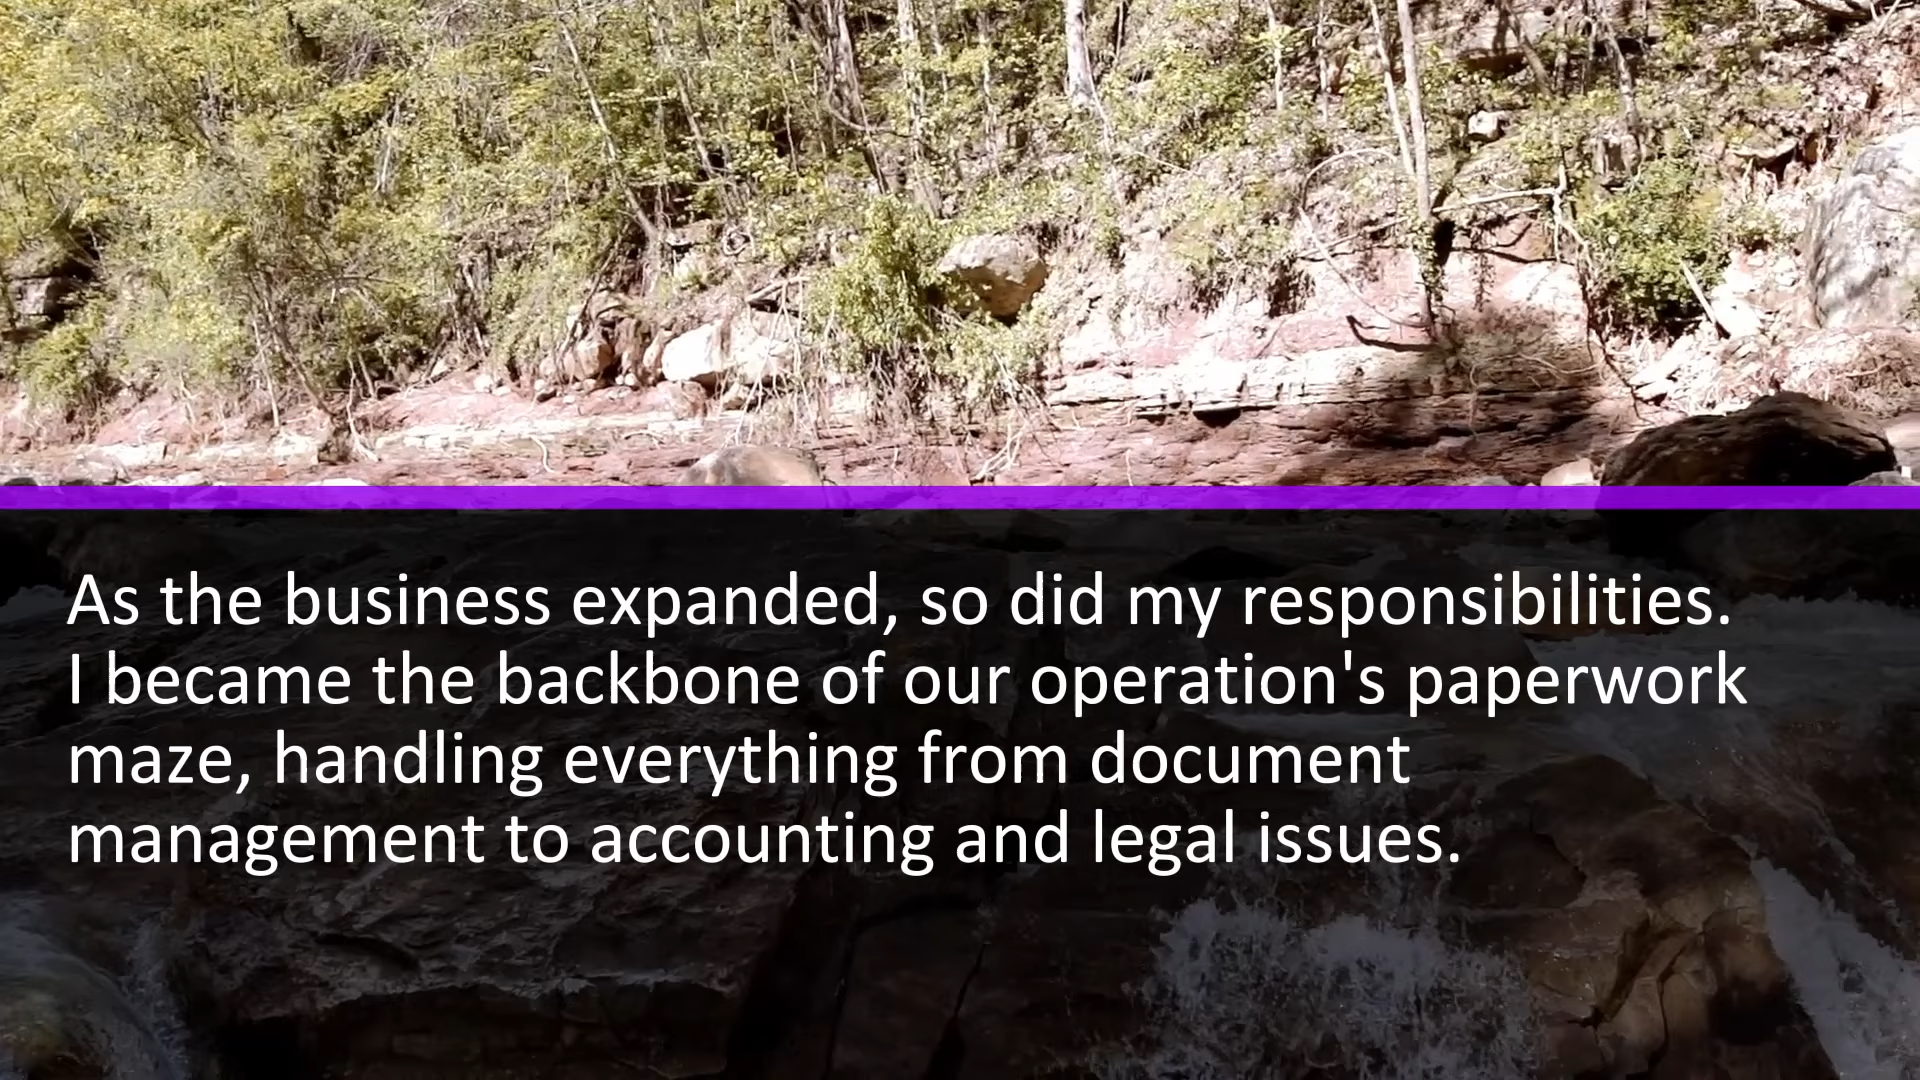 As the business expanded, so did my responsibilities.
I became the backbone of our operation's paperwork
maze, handling everything from document
management to accounting and legal issues.